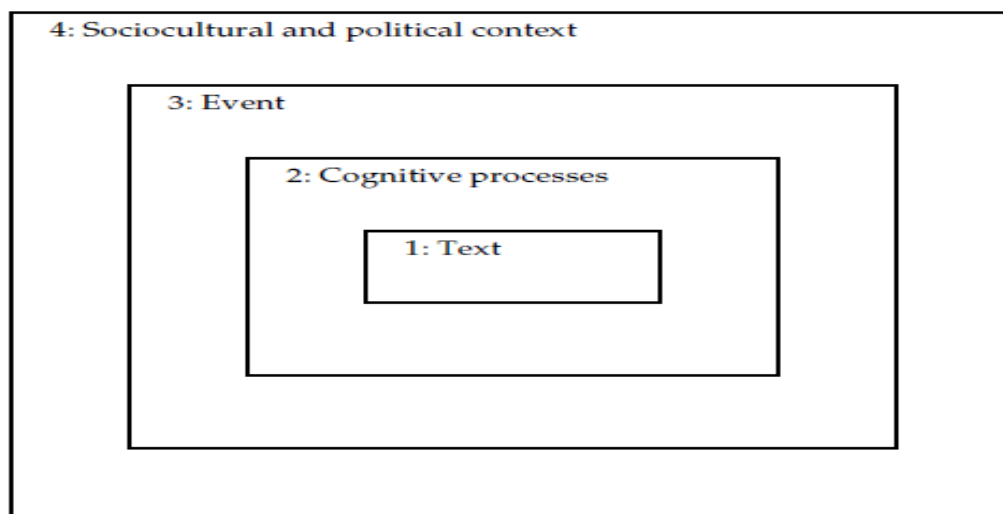 4: Sociocultural and political context
3: Event
2: Cognitive processes
1: Text